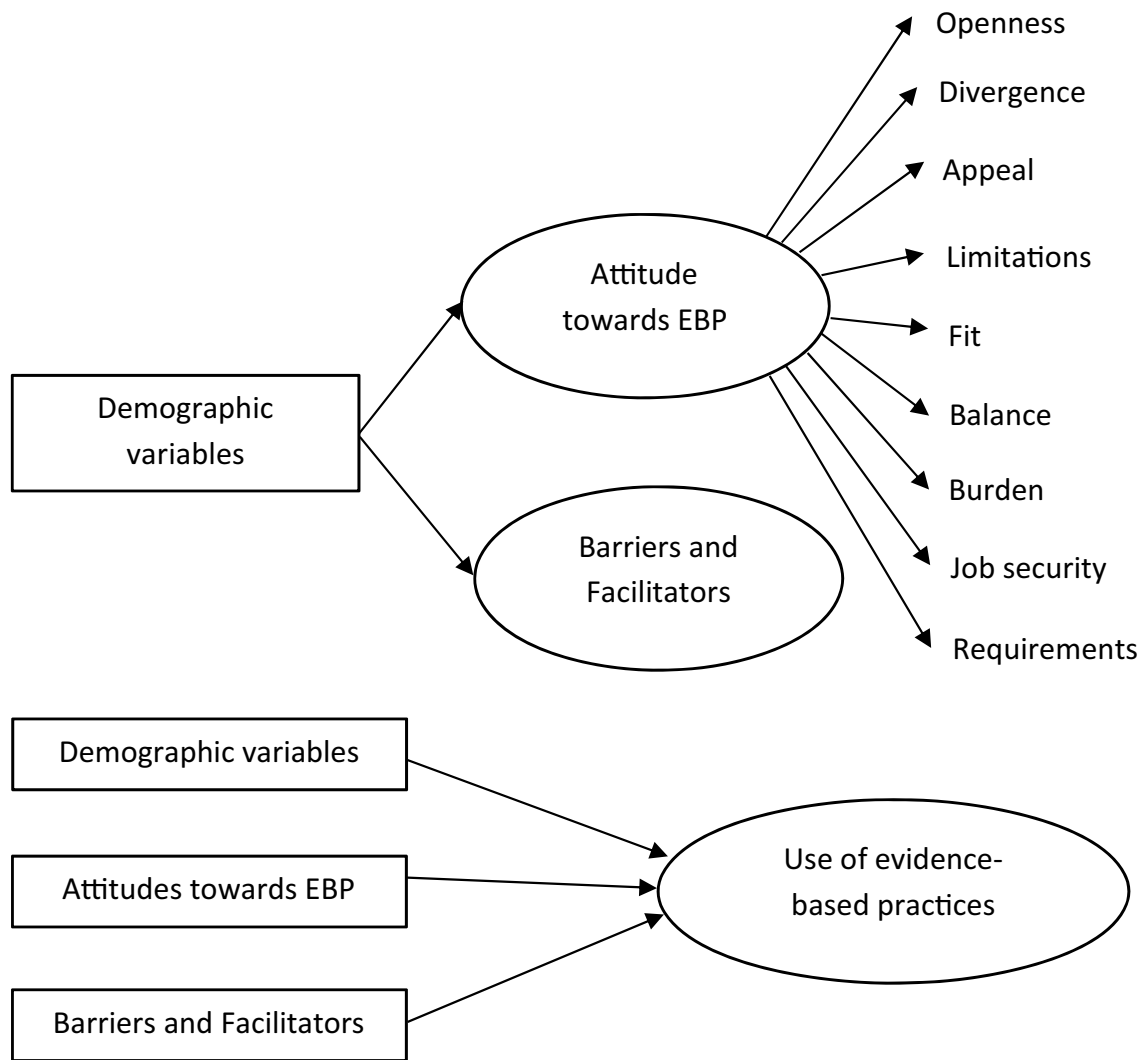 Openness
Divergence
Appeal
Limitations
Fit
Balance
Burden
Job security
Requirements
Attitude
towards EBP
Demographic
variables
Barriers and
Facilitators
Demographic variables
Attitudes towards EBP
Barriers and Facilitators
Use of evidence-
based practices